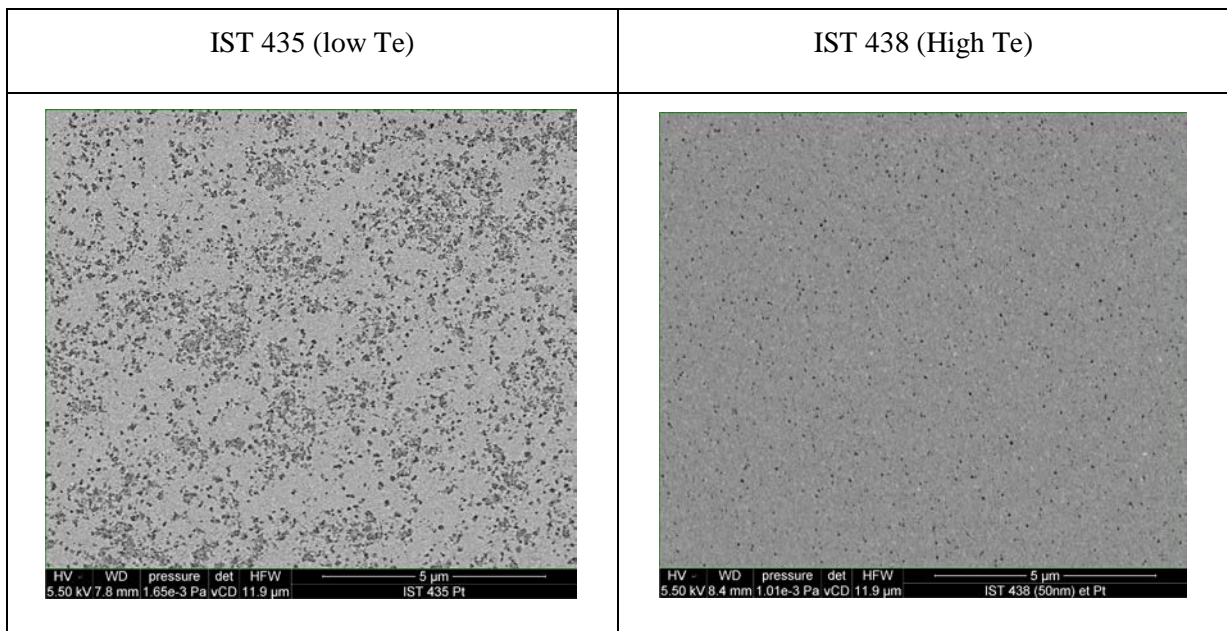 IST 435 (low Te)
IST 438 (High Te)
HV WD pressure det HFW 5 µm
5.50 kV 7.8 mm 1.65e-3 Pa vCD 11.9 µm IST 435 Pt
HV WD pressure det HFW 5 µm
5.50 kV 8.4 mm 1.01e-3 Pa vCD 11.9 µm IST 438 (50nm) et Pt